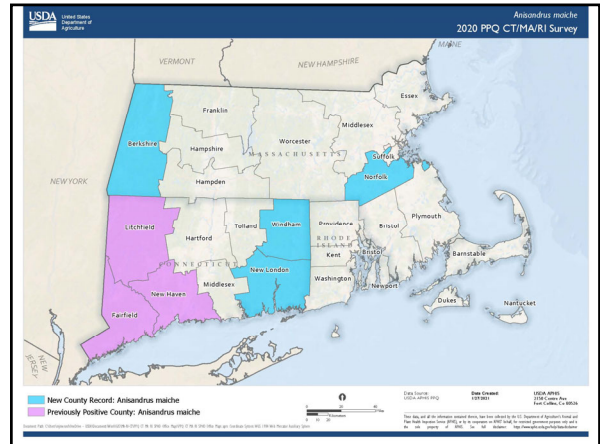 USDA
United States
Department of
Agriculture
Anisandrus maiche
2020 PPQ CT/MA/RI Survey
MAINE
VERMONT
NEW HAMPSHIRE
Essex
Franklin
Middlesex
Worcester
Berkshire
Hampshire
MASSACHUSETTS
Suffolk
Norfolk
Hampden
NEW YORK
Plymouth
Litchfield
Windham
Providence
Hartford
Tolland
Bristol
RHODE
ISLAND
Kent
Bristol
Barnstable
CONNECTICUT
New London
Washington
Newport
New Haven
Middlesex
Dukes
Nantucket
Fairfield
NEW
JERSEY
New County Record: Anisandrus maiche
Previously Positive County: Anisandrus maiche
Data Source:
USDA APHIS PPQ
Date Created:
USDA APHIS
2150 Centre Ave
Fort Collins, Co 80526